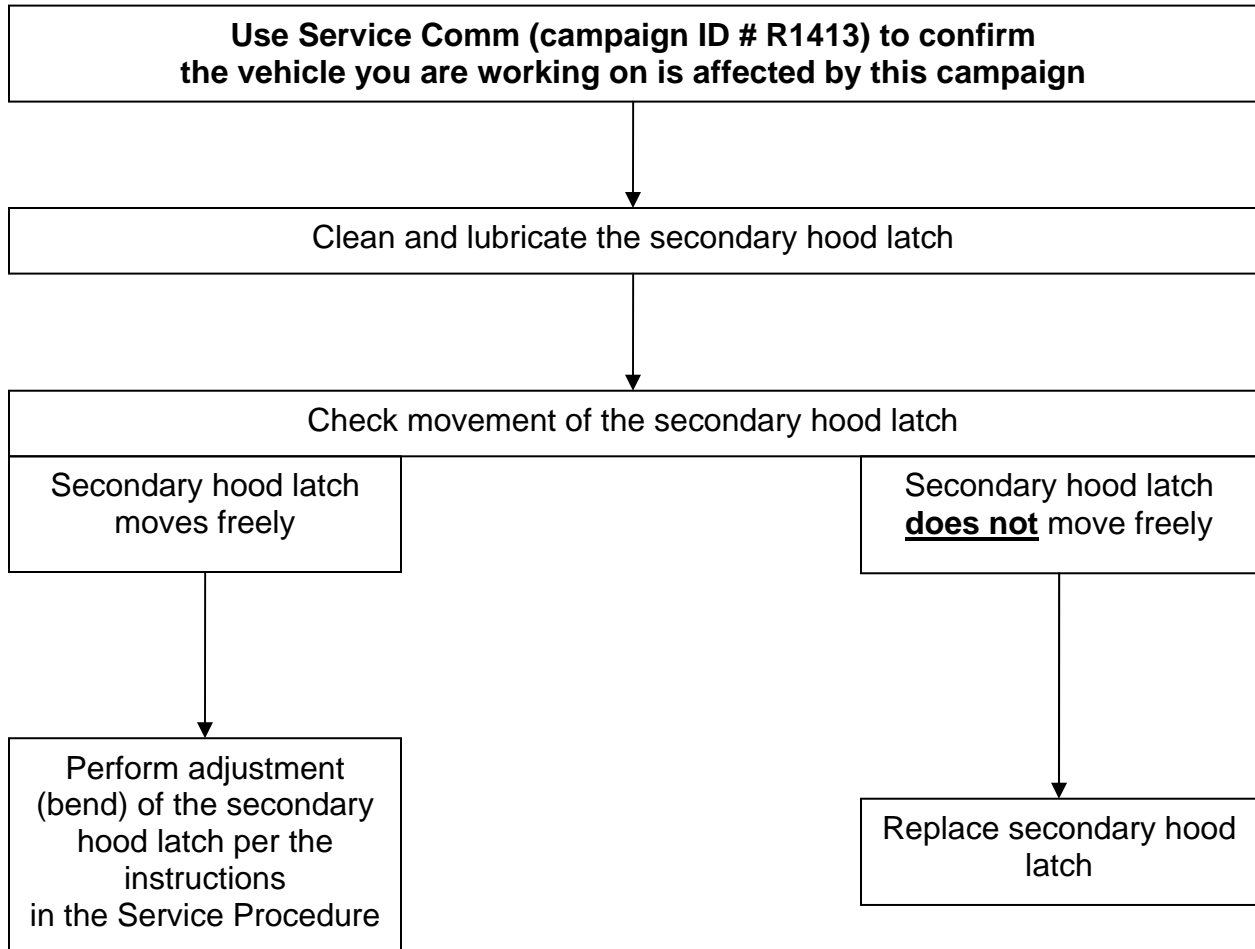 Use Service Comm (campaign ID # R1413) to confirm
the vehicle you are working on is affected by this campaign
Clean and lubricate the secondary hood latch
Check movement of the secondary hood latch
Secondary hood latch
moves freely
Secondary hood latch
does not move freely
Perform adjustment
(bend) of the secondary
hood latch per the
instructions
in the Service Procedure
Replace secondary hood
latch